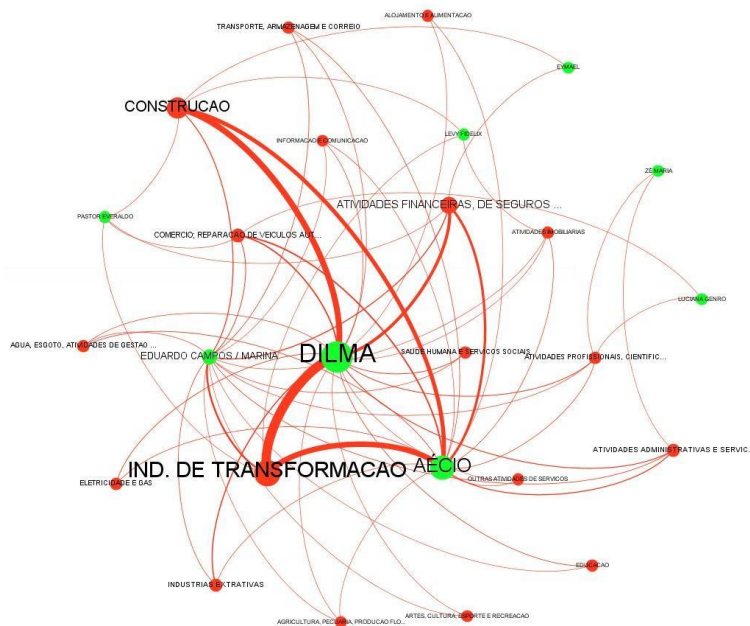 ALOJAMENTO E ALIMENTACAO
TRANSPORTE, ARMAZENAGEM E CORREIO
EYMAEL
CONSTRUCAO
LEVY FIDELIX
INFORMACAO E COMUNICACAO
ZÉ MARIA
ATIVIDADES FINANCEIRAS, DE SEGUROS ...
PASTOR EVERALDO
COMERCIO; REPARACAO DE VEICULOS AUT...
ATIVIDADES IMOBILIARIAS
LUCIANA GENRO
AGUA, ESGOTO, ATIVIDADES DE GESTAO ...
EDUARDO CAMPOS / MARINA
DILMA
SAÚDE HUMANA E SERVICOS SOCIAIS
ATIVIDADES PROFISSIONAIS, CIENTIFIC...
ATIVIDADES ADMINISTRATIVAS E SERVIC...
IND. DE TRANSFORMACAO
AÉCIO
OUTRAS ATIVIDADES DE SERVICOS
ELETRICIDADE E GAS
EDUCACAO
INDUSTRIAS EXTRATIVAS
ARTES, CULTURA, ESPORTE E RECREACAO
AGRICULTURA, PECUARIA, PRODUCAO FLO...